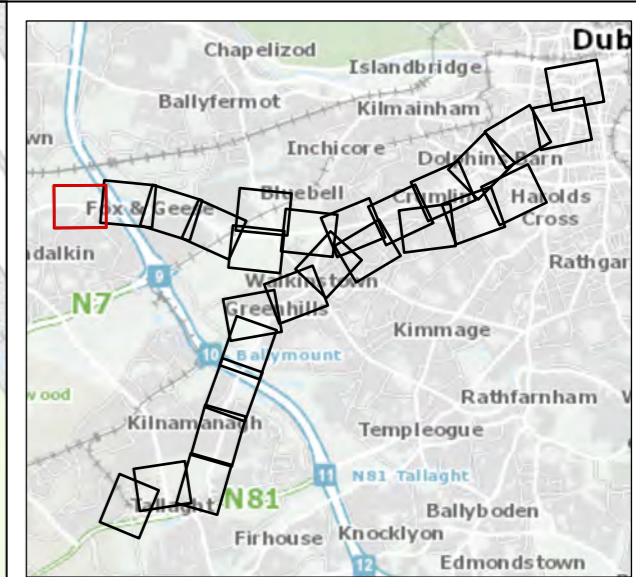 Dub
Chapelizod
Islandbridge
Ballyfermot
Kilmainham
wn
Inchicore
Dolphins Barn
Bluebell
Crumlin
Harolds
Cross
Fox & Geese
ndalkin
Rathgar
9
Walkinstown
N7
Greenhills
Kimmage
10
Ballymount
wood
Rathfarnham
Kilnamanagh
Templeogue
11
N81 Tallaght
Tallaght
N81
Ballyboden
Firhouse
Knocklyon
12
Edmondstown